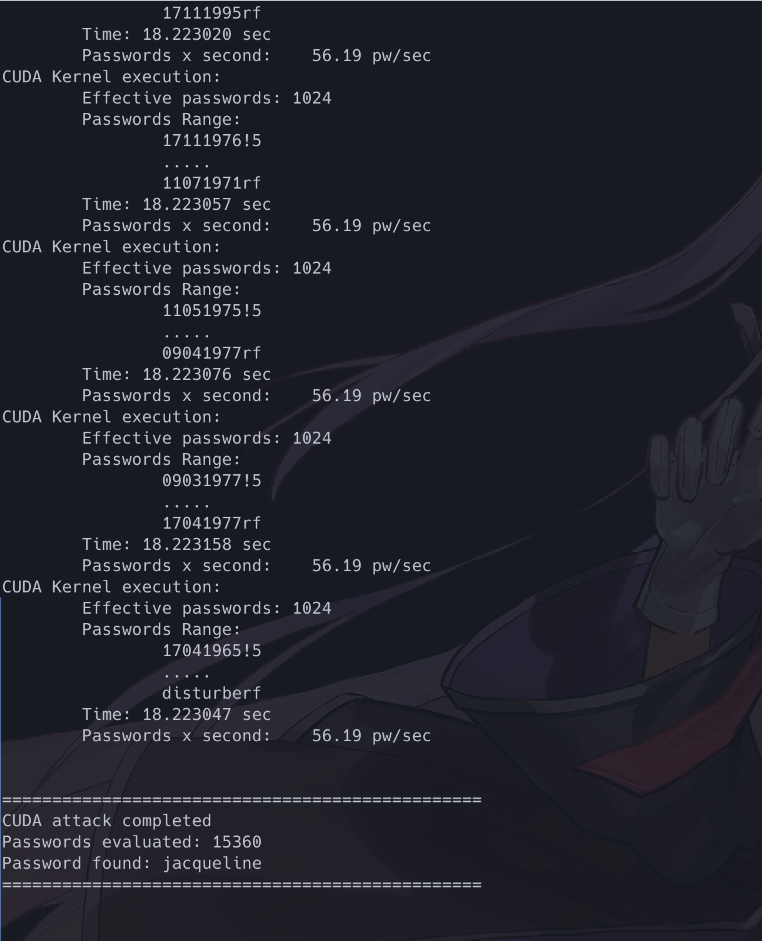 17111995rf
Time: 18.223020 sec
Passwords x second:    56.19 pw/sec
CUDA Kernel execution:
Effective passwords: 1024
Passwords Range:
17111976!5
.....
11071971rf
Time: 18.223057 sec
Passwords x second:    56.19 pw/sec
CUDA Kernel execution:
Effective passwords: 1024
Passwords Range:
11051975!5
.....
09041977rf
Time: 18.223076 sec
Passwords x second:    56.19 pw/sec
CUDA Kernel execution:
Effective passwords: 1024
Passwords Range:
09031977!5
.....
17041977rf
Time: 18.223158 sec
Passwords x second:    56.19 pw/sec
CUDA Kernel execution:
Effective passwords: 1024
Passwords Range:
17041965!5
.....
disturberf
Time: 18.223047 sec
Passwords x second:    56.19 pw/sec
================================================
CUDA attack completed
Passwords evaluated: 15360
Password found: jacqueline
================================================